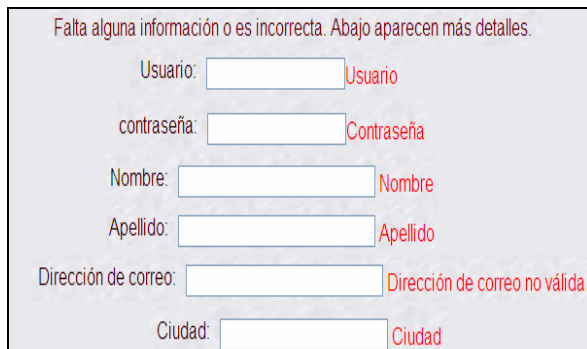 Falta alguna información o es incorrecta. Abajo aparecen más detalles.
Usuario: Usuario
contraseña: Contraseña
Nombre: Nombre
Apellido: Apellido
Dirección de correo: Dirección de correo no válida
Ciudad: Ciudad